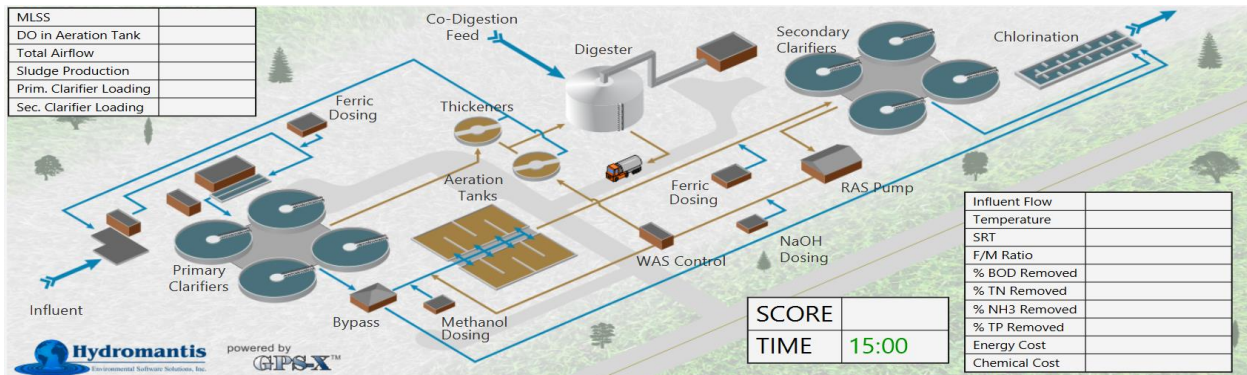 MLSS
DO in Aeration Tank
Total Airflow
Sludge Production
Prim. Clarifier Loading
Sec. Clarifier Loading
Co-Digestion
Feed
Digester
Secondary
Clarifiers
Chlorination
Ferric
Dosing
Thickeners
Aeration
Tanks
Ferric
Dosing
RAS Pump
WAS Control
NaOH
Dosing
Primary
Clarifiers
Influent
Bypass
Methanol
Dosing
Influent Flow
Temperature
SRT
F/M Ratio
% BOD Removed
% TN Removed
% NH3 Removed
% TP Removed
Energy Cost
Chemical Cost
SCORE
TIME 15:00
Hydromantis
Environmental Software Solutions, Inc.
powered by
GPS-X™